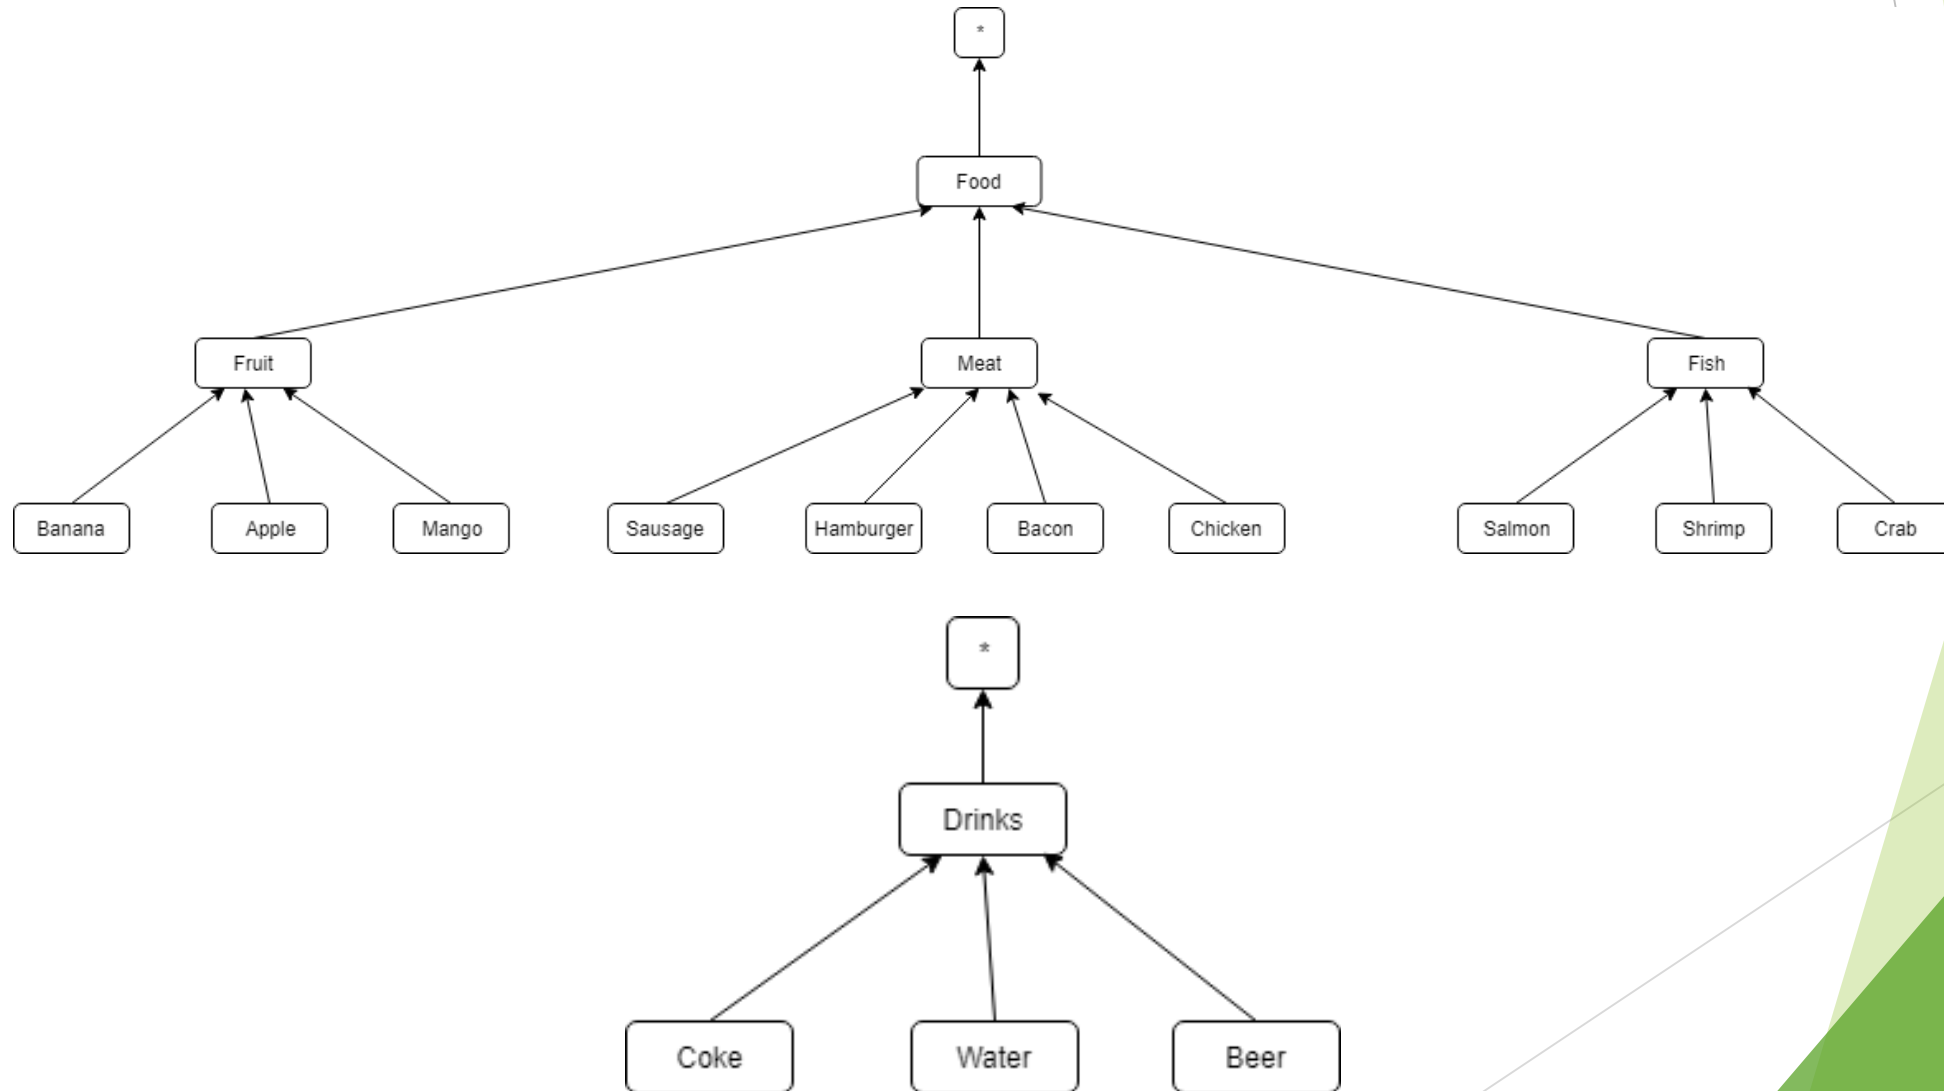 *
Food
Fruit
Meat
Fish
Banana
Apple
Mango
Sausage
Hamburger
Bacon
Chicken
Salmon
Shrimp
Crab
*
Drinks
Coke
Water
Beer